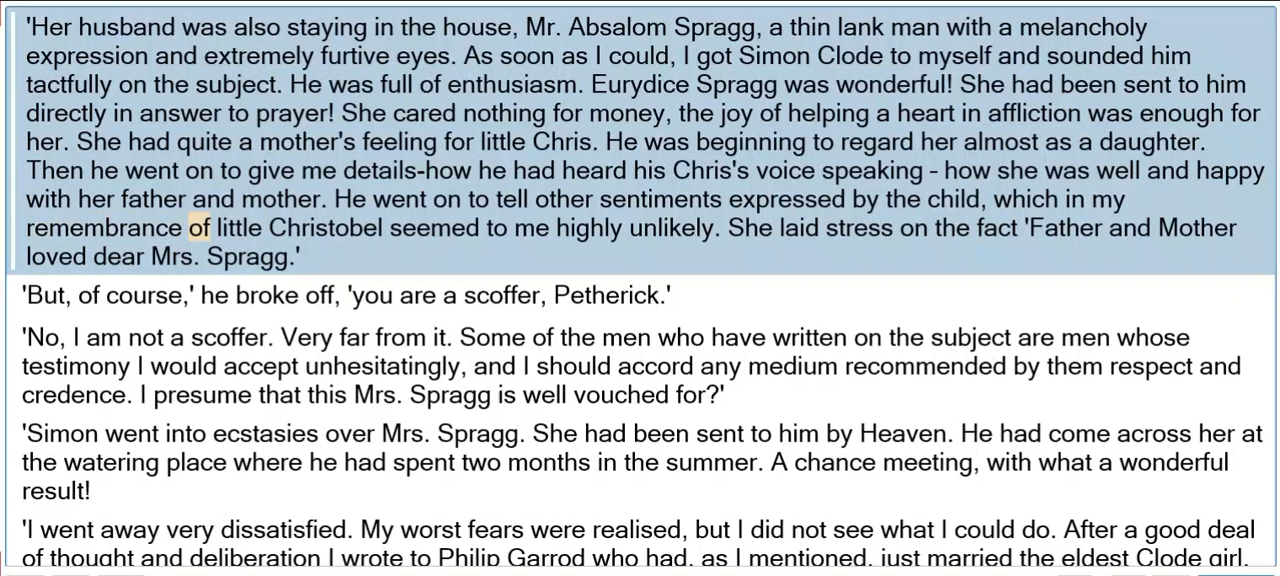 'Her husband was also staying in the house, Mr. Absalom Spragg, a thin lank man with a melancholy
expression and extremely furtive eyes. As soon as I could, I got Simon Clode to myself and sounded him
tactfully on the subject. He was full of enthusiasm. Eurydice Spragg was wonderful! She had been sent to him
directly in answer to prayer! She cared nothing for money, the joy of helping a heart in affliction was enough for
her. She had quite a mother's feeling for little Chris. He was beginning to regard her almost as a daughter.
Then he went on to give me details-how he had heard his Chris's voice speaking - how she was well and happy
with her father and mother. He went on to tell other sentiments expressed by the child, which in my
remembrance of little Christobel seemed to me highly unlikely. She laid stress on the fact 'Father and Mother
loved dear Mrs. Spragg.'
'But, of course,' he broke off, 'you are a scoffer, Petherick.'
'No, I am not a scoffer. Very far from it. Some of the men who have written on the subject are men whose
testimony I would accept unhesitatingly, and I should accord any medium recommended by them respect and
credence. I presume that this Mrs. Spragg is well vouched for?'
'Simon went into ecstasies over Mrs. Spragg. She had been sent to him by Heaven. He had come across her at
the watering place where he had spent two months in the summer. A chance meeting, with what a wonderful
result!
'I went away very dissatisfied. My worst fears were realised, but I did not see what I could do. After a good deal
of thought and deliberation I wrote to Philip Garrod who had, as I mentioned, just married the eldest Clode girl,